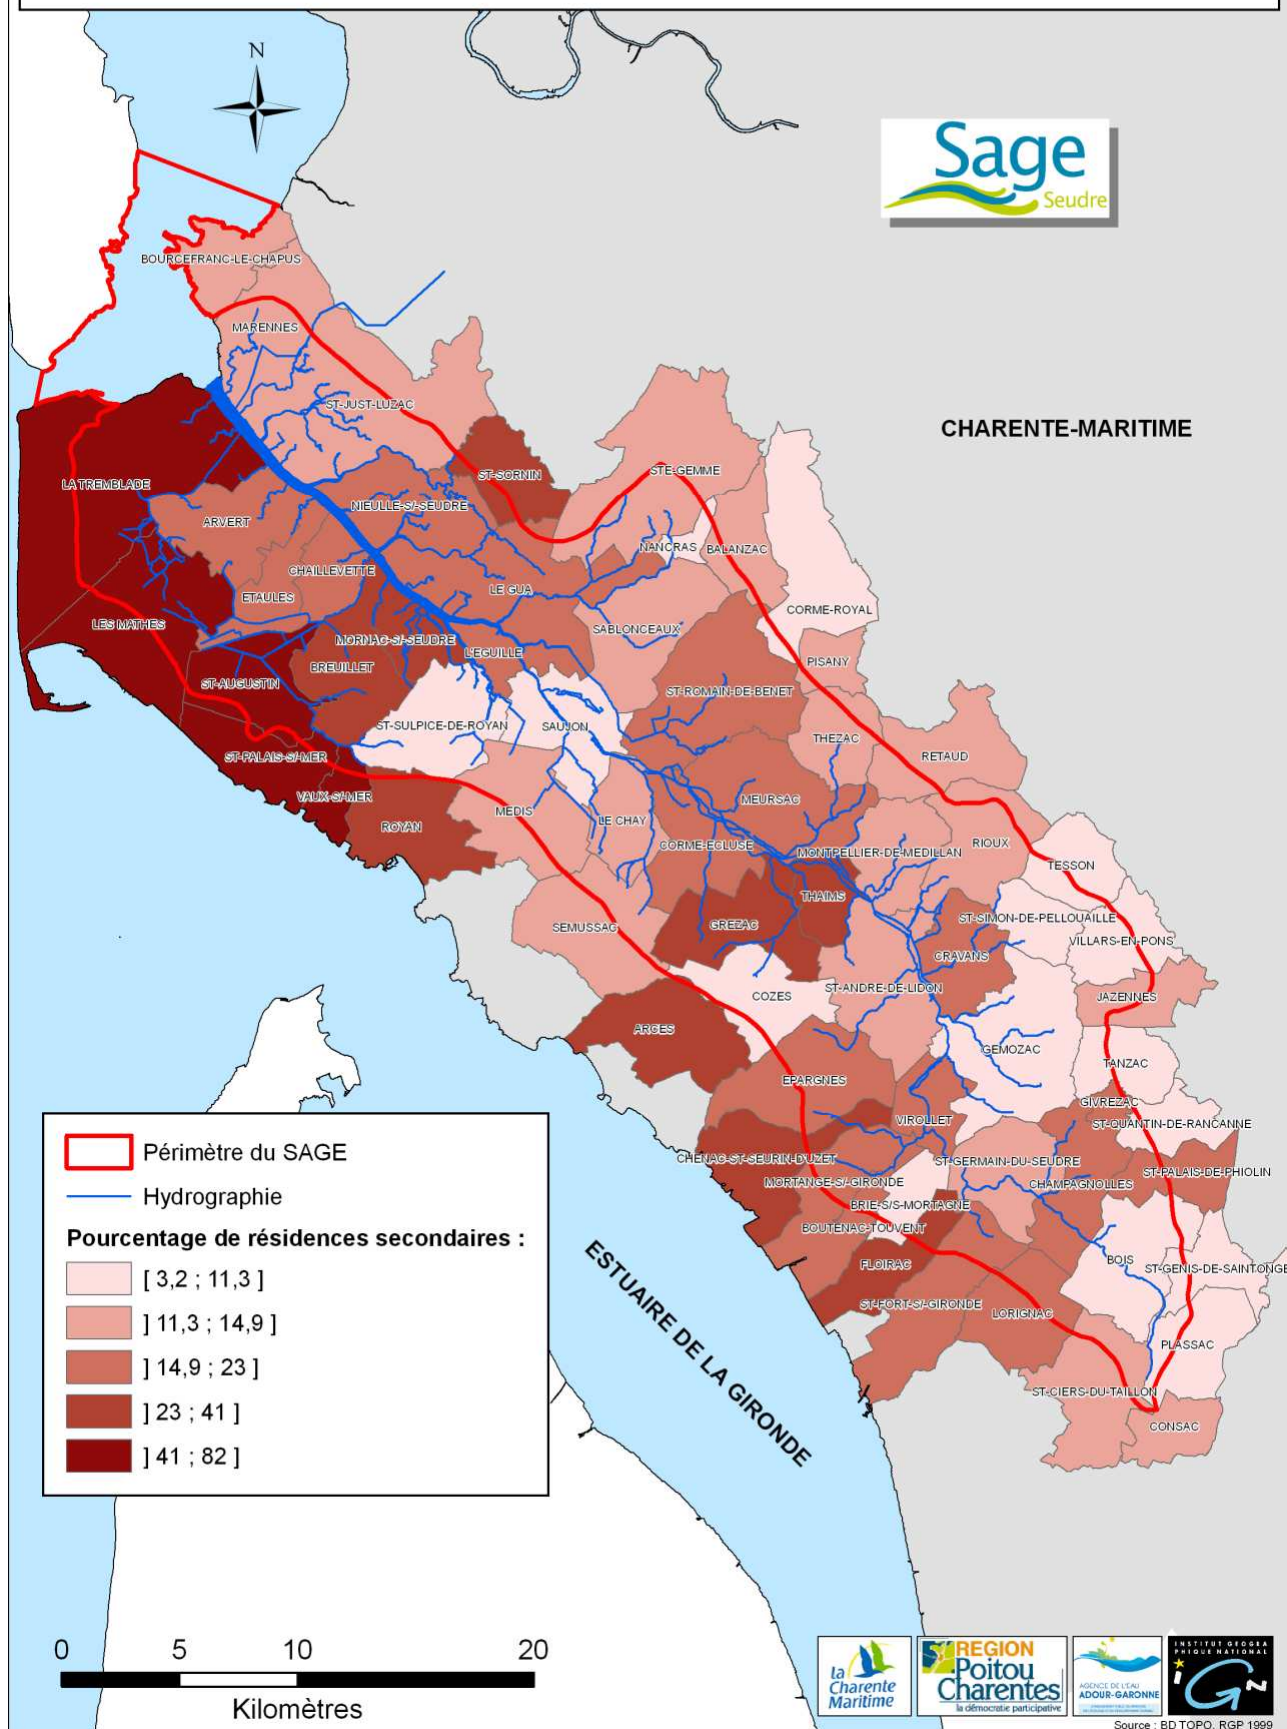 N
Sage
Seudre
BOURCEFRANC-LE-CHAPUS
MARENNES
ST-JUST-LUZAC
CHARENTE-MARITIME
ST-SORNIN
STE-GEMME
LA TREMBLADE
NIEULLE-S/-SEUDRE
ARVERT
NANCRAS
BALANZAC
CHAILLEVETTE
LE GUA
ETAULES
CORME-ROYAL
LES MATHES
SABLONCEAUX
MORNAC-S/-SEUDRE
L'EGUILLE
BREUILLET
PISANY
ST-AUGUSTIN
ST-ROMAIN-DE-BENET
ST-SULPICE-DE-ROYAN
SAUJON
THEZAC
ST-PALAIS-S/-MER
RETAUD
VAUX-S/-MER
MEURSAC
MEDIS
LE CHAY
ROYAN
CORME-ECLUSE
RIOUX
MONTPELLIER-DE-MEDILLAN
TESSON
THAIMS
ST-SIMON-DE-PELLOUAILLE
SEMUSSAC
GREZAC
VILLARS-EN-PONS
CRAVANS
ST-ANDRE-DE-LIDON
COZES
JAZENNES
ARCES
GEMOZAC
TANZAC
EPARGNES
GIVREZAC
VIROLLET
ST-QUANTIN-DE-RANCANNE
CHENAC-ST-SEURIN-D'UZET
ST-GERMAIN-DU-SEUDRE
ST-PALAIS-DE-PHIOLIN
MORTANGE-S/-GIRONDE
CHAMPAGNOLLES
BRIE-S/S-MORTAGNE
BOUTENAC-TOUVENT
FLOIRAC
BOIS
ST-GENIS-DE-SAINTONGE
ST-FORT-S/-GIRONDE
LORIGNAC
PLASSAC
ST-CIERS-DU-TAILLON
CONSAC
ESTUAIRE DE LA GIRONDE
Périmètre du SAGE
Hydrographie
Pourcentage de résidences secondaires :
[ 3,2 ; 11,3 ]
] 11,3 ; 14,9 ]
] 14,9 ; 23 ]
] 23 ; 41 ]
] 41 ; 82 ]
0 5 10 20
Kilomètres
la
Charente
Maritime
REGION
Poitou
Charentes
la démocratie participative
AGENCE DE L'EAU
ADOUR-GARONNE
INSTITUT GEOGRA
PHIQUE NATIONAL
iGN
Source : BD TOPO, RGP 1999